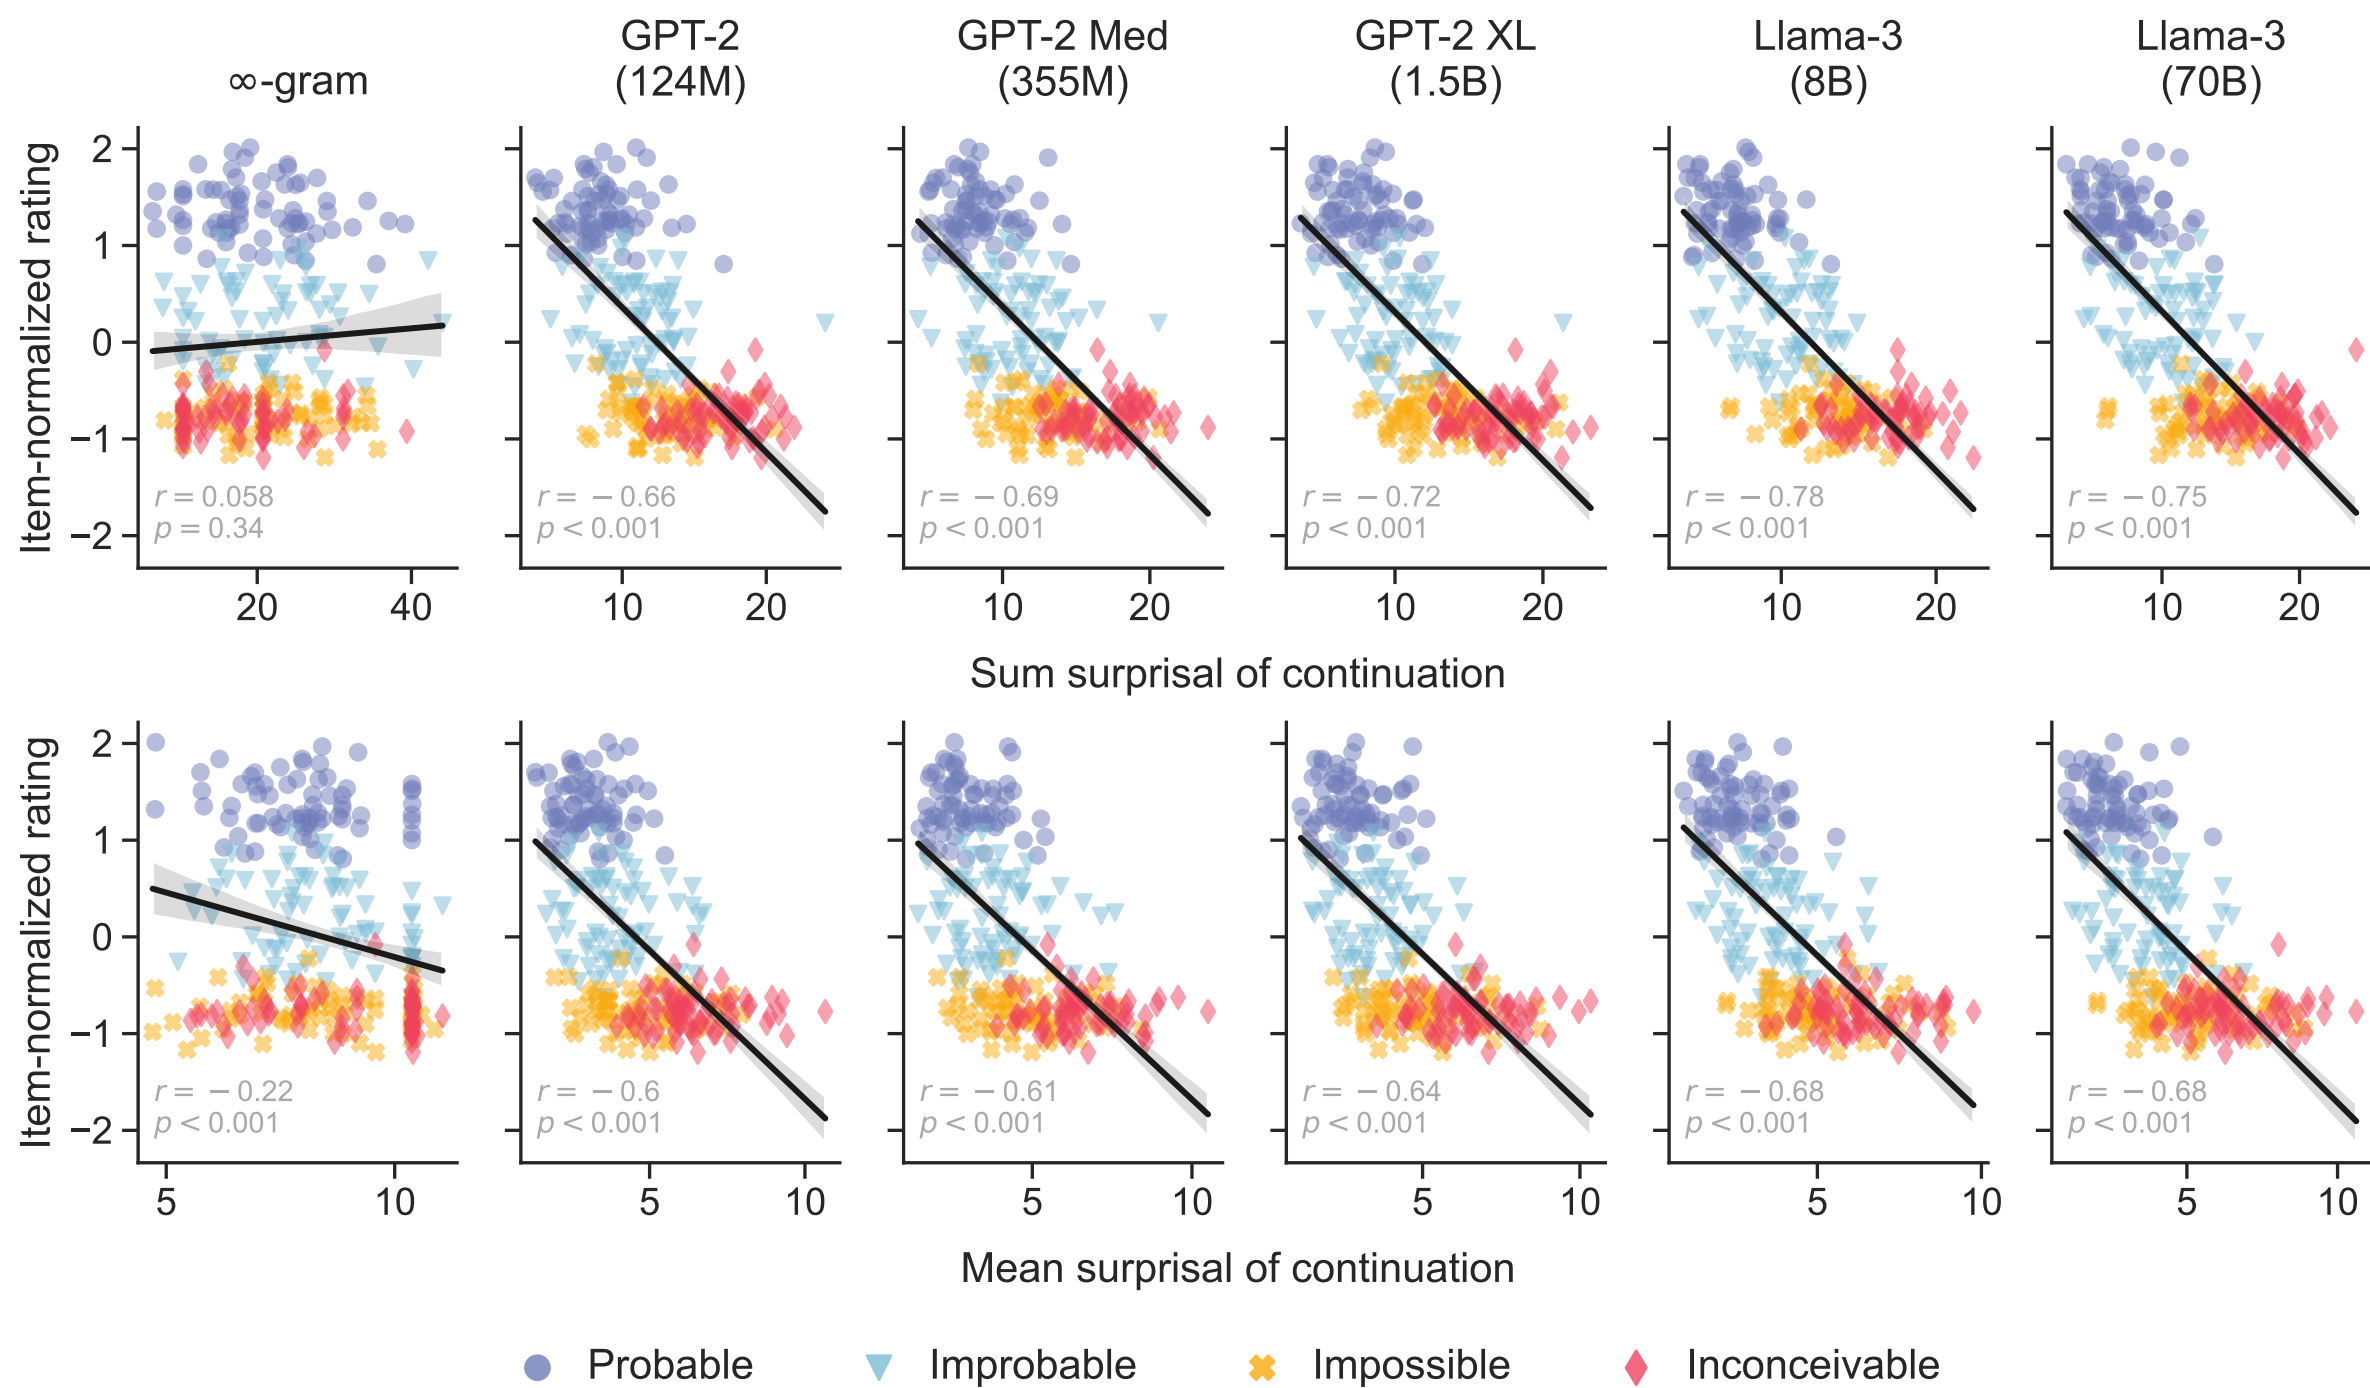 ∞-gram
GPT-2
(124M)
GPT-2 Med
(355M)
GPT-2 XL
(1.5B)
Llama-3
(8B)
Llama-3
(70B)
Item-normalized rating
2
1
0
−1
−2
r = 0.058
p = 0.34
r = −0.66
p < 0.001
r = −0.69
p < 0.001
r = −0.72
p < 0.001
r = −0.78
p < 0.001
r = −0.75
p < 0.001
20 40
10 20
10 20
10 20
10 20
10 20
Sum surprisal of continuation
Item-normalized rating
2
1
0
−1
−2
r = −0.22
p < 0.001
r = −0.6
p < 0.001
r = −0.61
p < 0.001
r = −0.64
p < 0.001
r = −0.68
p < 0.001
r = −0.68
p < 0.001
5 10
5 10
5 10
5 10
5 10
5 10
Mean surprisal of continuation
Probable Improbable Impossible Inconceivable